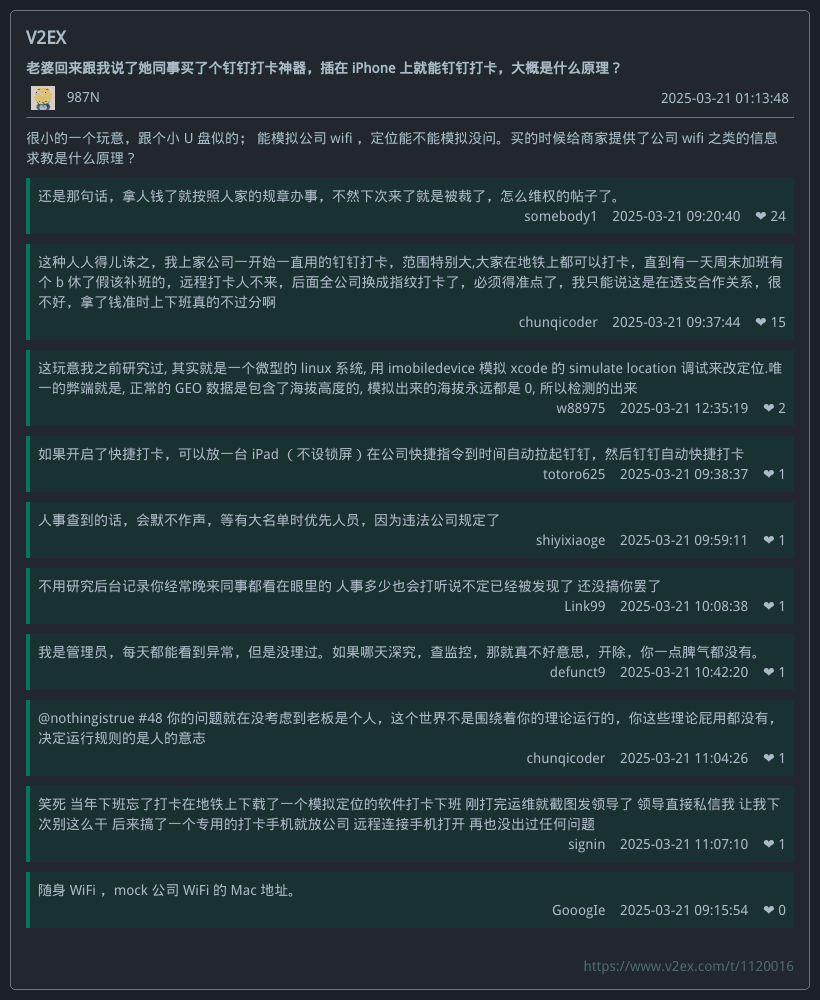 V2EX
老婆回来跟我说了她同事买了个钉钉打卡神器，插在 iPhone 上就能钉钉打卡，大概是什么原理？
987N
2025-03-21 01:13:48
很小的一个玩意，跟个小 U 盘似的； 能模拟公司 wifi ，定位能不能模拟没问。买的时候给商家提供了公司 wifi 之类的信息
求教是什么原理？
还是那句话，拿人钱了就按照人家的规章办事，不然下次来了就是被裁了，怎么维权的帖子了。
somebody1 2025-03-21 09:20:40 ❤ 24
这种人人得儿诛之，我上家公司一开始一直用的钉钉打卡，范围特别大,大家在地铁上都可以打卡，直到有一天周末加班有
个 b 休了假该补班的，远程打卡人不来，后面全公司换成指纹打卡了，必须得准点了，我只能说这是在透支合作关系，很
不好，拿了钱准时上下班真的不过分啊
chunqicoder 2025-03-21 09:37:44 ❤ 15
这玩意我之前研究过, 其实就是一个微型的 linux 系统, 用 imobiledevice 模拟 xcode 的 simulate location 调试来改定位.唯
一的弊端就是, 正常的 GEO 数据是包含了海拔高度的, 模拟出来的海拔永远都是 0, 所以检测的出来
w88975 2025-03-21 12:35:19 ❤ 2
如果开启了快捷打卡，可以放一台 iPad （不设锁屏）在公司快捷指令到时间自动拉起钉钉，然后钉钉自动快捷打卡
totoro625 2025-03-21 09:38:37 ❤ 1
人事查到的话，会默不作声，等有大名单时优先人员，因为违法公司规定了
shiyixiaoge 2025-03-21 09:59:11 ❤ 1
不用研究后台记录你经常晚来同事都看在眼里的 人事多少也会打听说不定已经被发现了 还没搞你罢了
Link99 2025-03-21 10:08:38 ❤ 1
我是管理员，每天都能看到异常，但是没理过。如果哪天深究，查监控，那就真不好意思，开除，你一点脾气都没有。
defunct9 2025-03-21 10:42:20 ❤ 1
@nothingistrue #48 你的问题就在没考虑到老板是个人，这个世界不是围绕着你的理论运行的，你这些理论屁用都没有，
决定运行规则的是人的意志
chunqicoder 2025-03-21 11:04:26 ❤ 1
笑死 当年下班忘了打卡在地铁上下载了一个模拟定位的软件打卡下班 刚打完运维就截图发领导了 领导直接私信我 让我下
次别这么干 后来搞了一个专用的打卡手机就放公司 远程连接手机打开 再也没出过任何问题
signin 2025-03-21 11:07:10 ❤ 1
随身 WiFi ，mock 公司 WiFi 的 Mac 地址。
GooogIe 2025-03-21 09:15:54 ❤ 0
https://www.v2ex.com/t/1120016